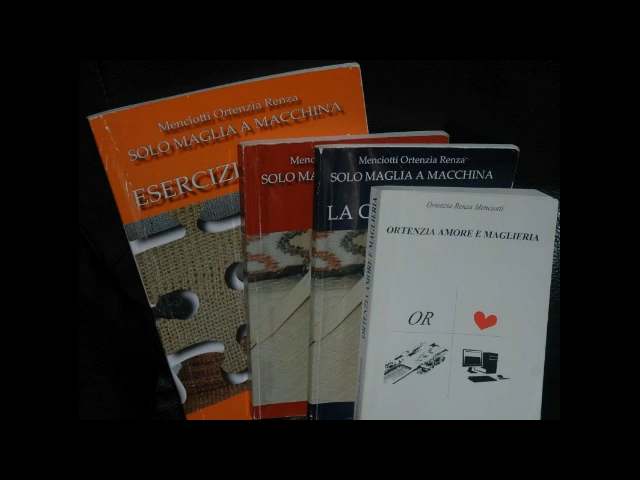 Menciotti Ortenzia Renza
SOLO MAGLIA A MACCHINA
ESERCIZI
Menciotti Ortenzia Renza
SOLO MAGLIA A MACCHINA
LA
Ortenzia Renza Menciotti
ORTENZIA AMORE E MAGLIERIA
OR
ORTENZIA AMORE E MAGLIERIA
SOLO